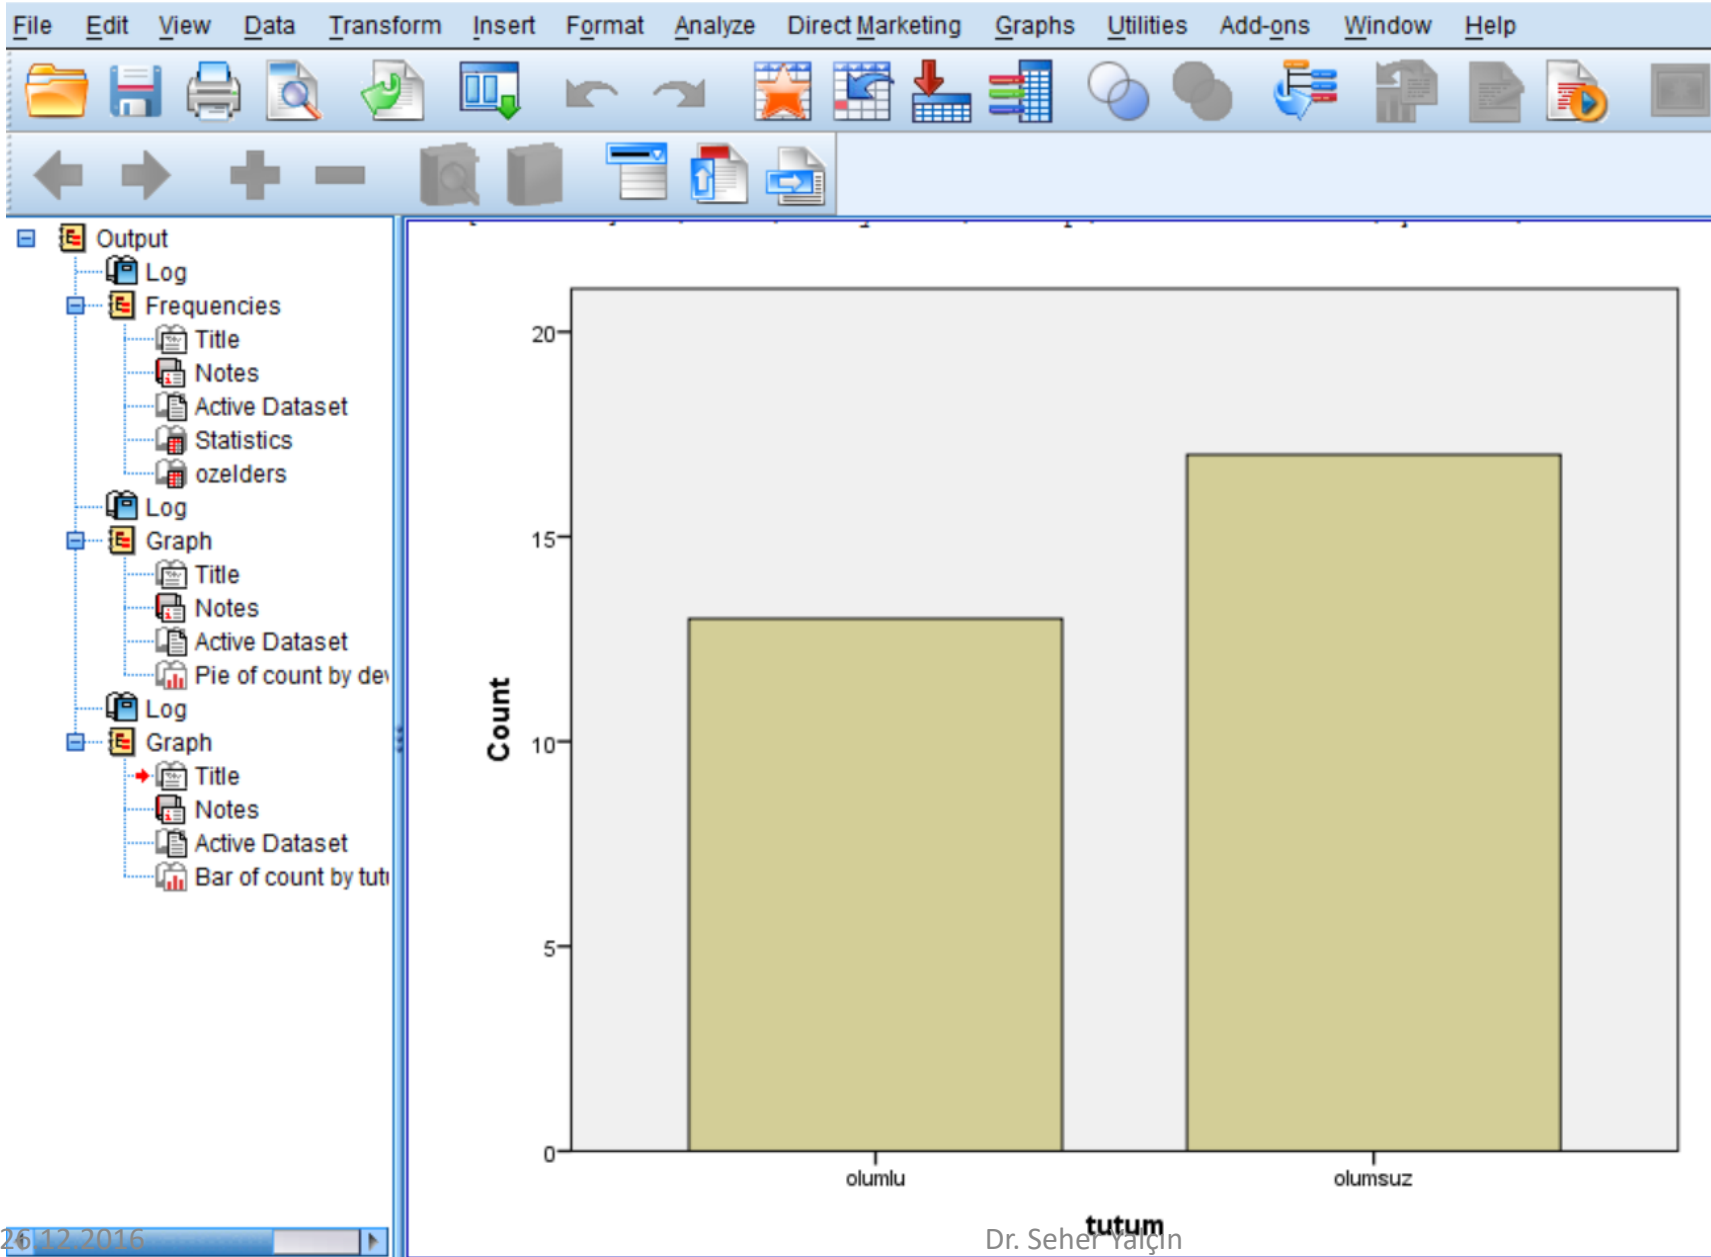 File Edit View Data Transform Insert Format Analyze Direct Marketing Graphs Utilities Add-ons Window Help
Output
Log
Frequencies
Title
Notes
Active Dataset
Statistics
ozelders
Log
Graph
Title
Notes
Active Dataset
Pie of count by dev
Log
Graph
Title
Notes
Active Dataset
Bar of count by tutu
20
15
10
5
0
Count
olumlu olumsuz
tutum
26.12.2016
Dr. Seher Yalçın